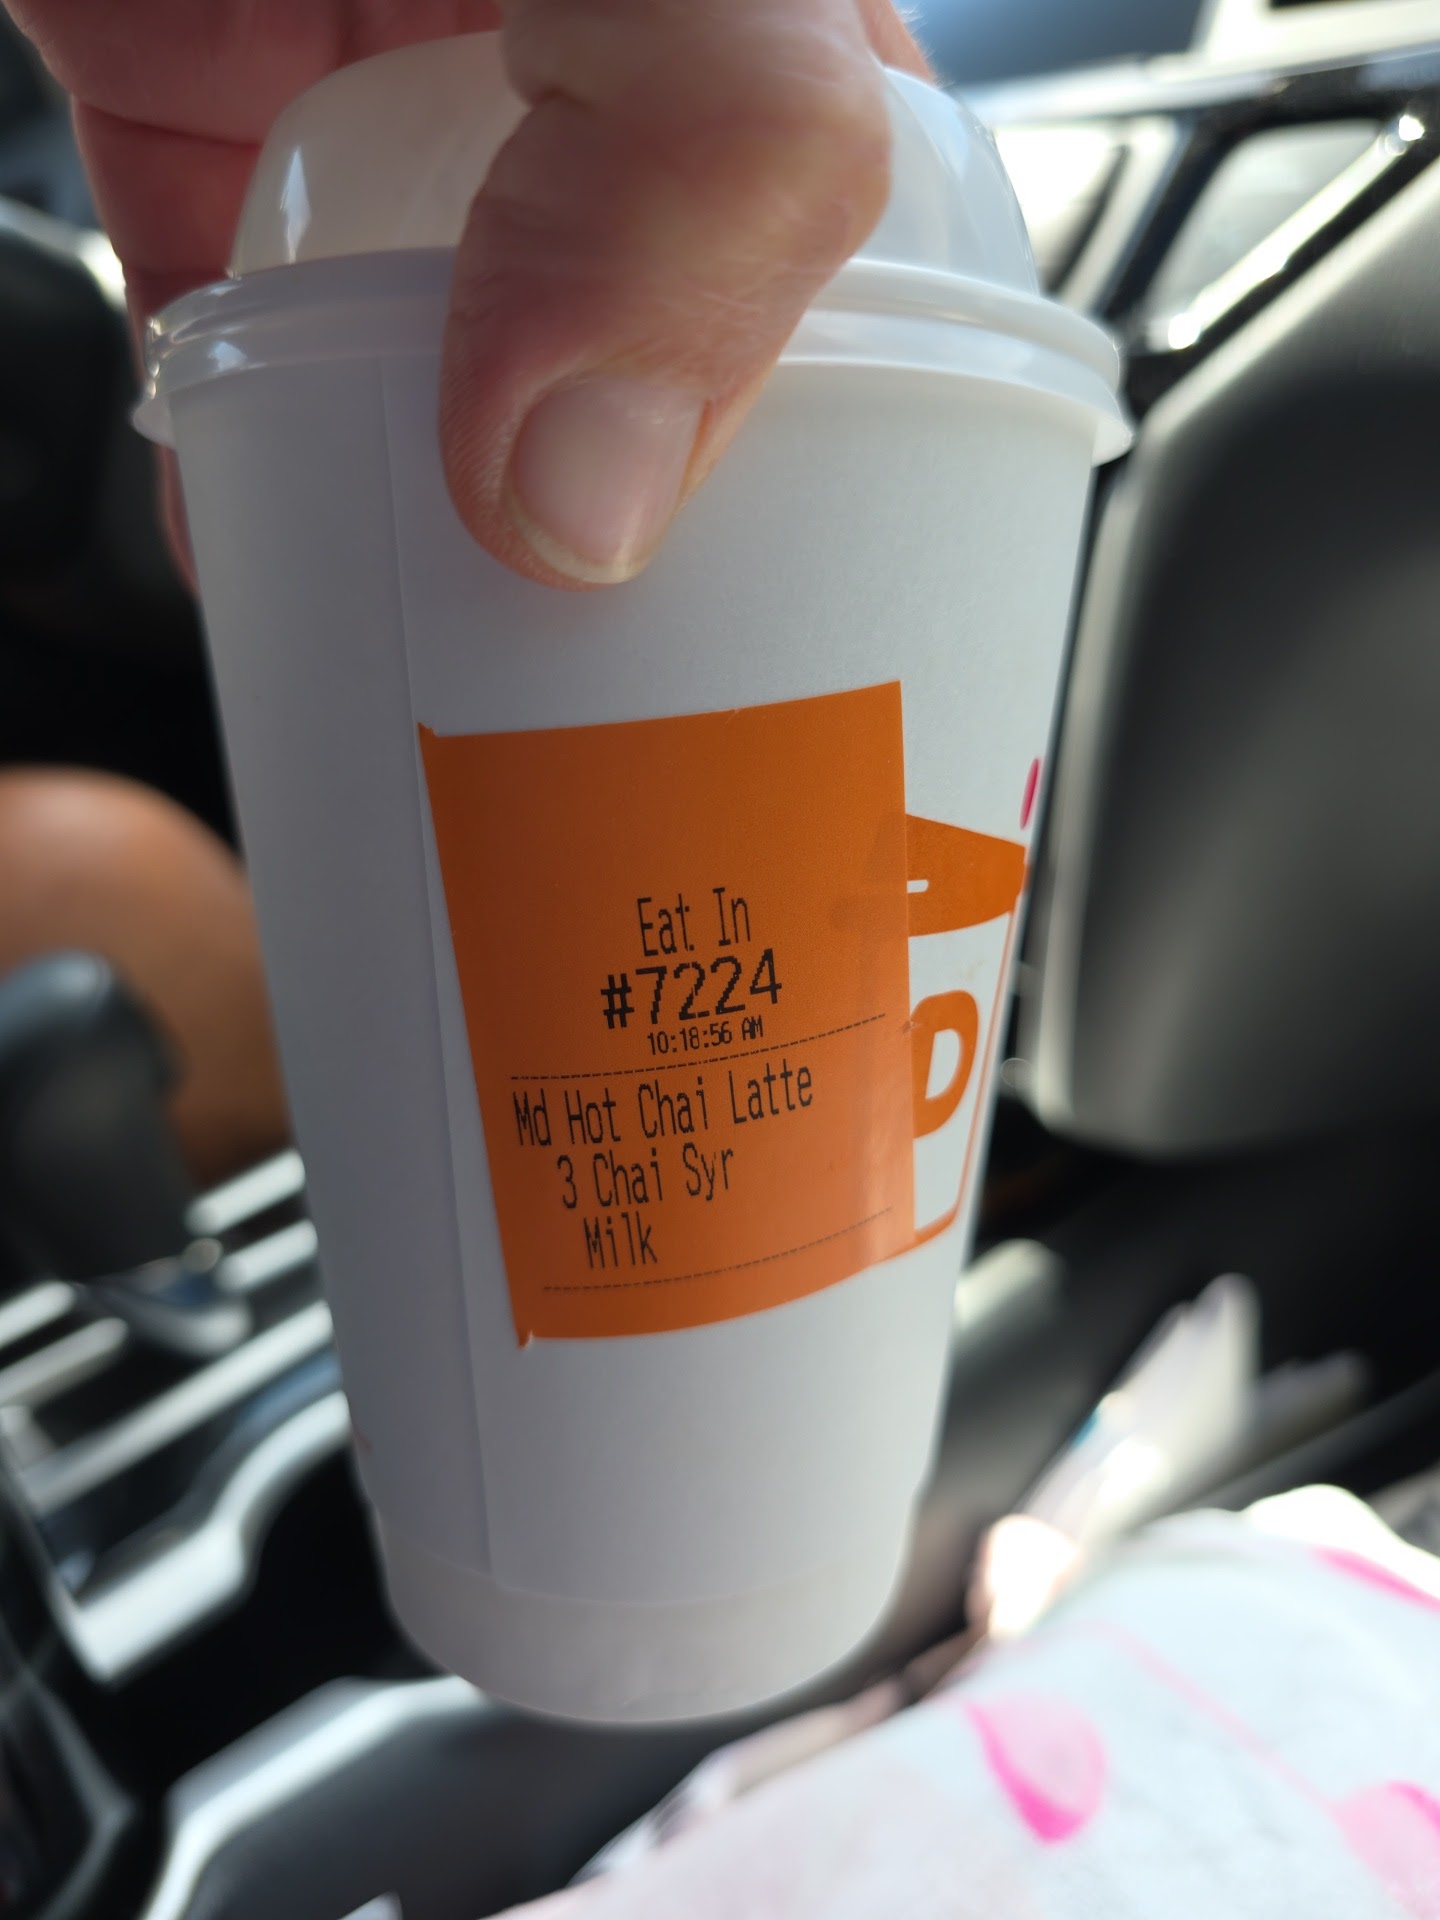 Eat In
#7224
10:18:56 AM
Md Hot Chai Latte
3 Chai Syr
Milk
D